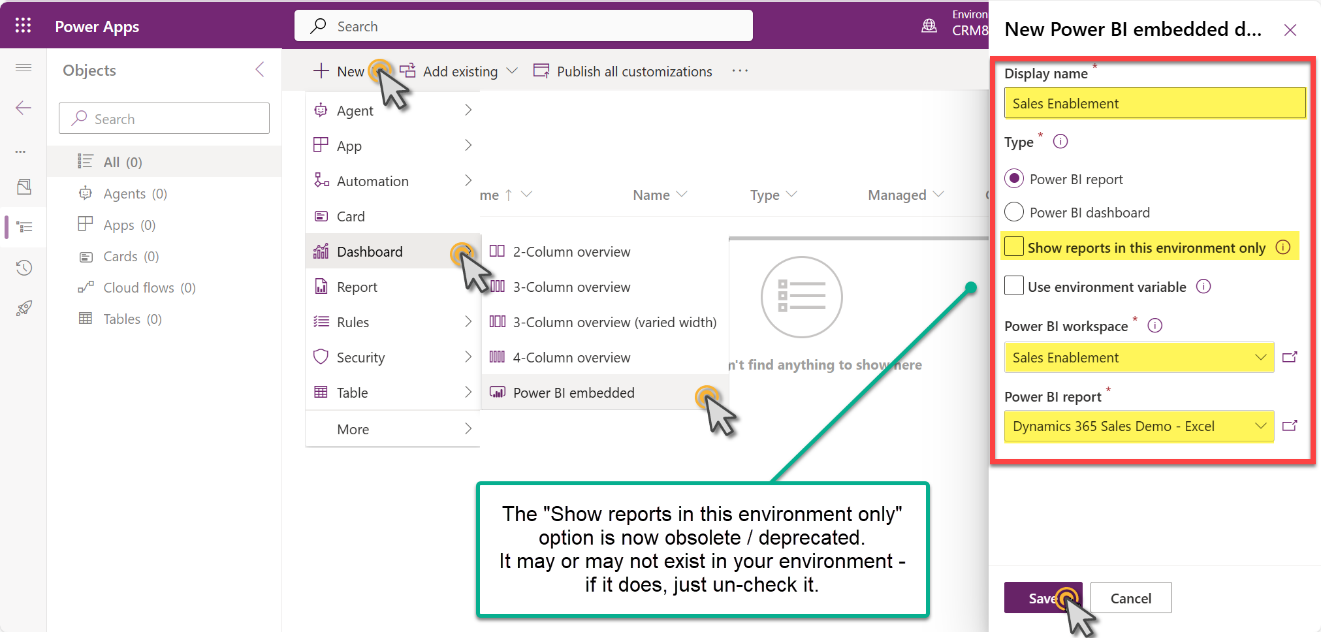 Power Apps
Search
Environ
CRM8
Objects
Search
All (0)
Agents (0)
Apps (0)
Cards (0)
Cloud flows (0)
Tables (0)
New
Add existing
Publish all customizations
...
Agent
App
Automation
Card
Dashboard
Report
Rules
Security
Table
More
2-Column overview
3-Column overview
3-Column overview (varied width)
4-Column overview
Power BI embedded
me ↑
Name
Type
Managed
n't find anything to show here
The "Show reports in this environment only"
option is now obsolete / deprecated.
It may or may not exist in your environment -
if it does, just un-check it.
New Power BI embedded d...
Display name *
Sales Enablement
Type *
Power BI report
Power BI dashboard
Show reports in this environment only
Use environment variable
Power BI workspace *
Sales Enablement
Power BI report *
Dynamics 365 Sales Demo - Excel
Save
Cancel